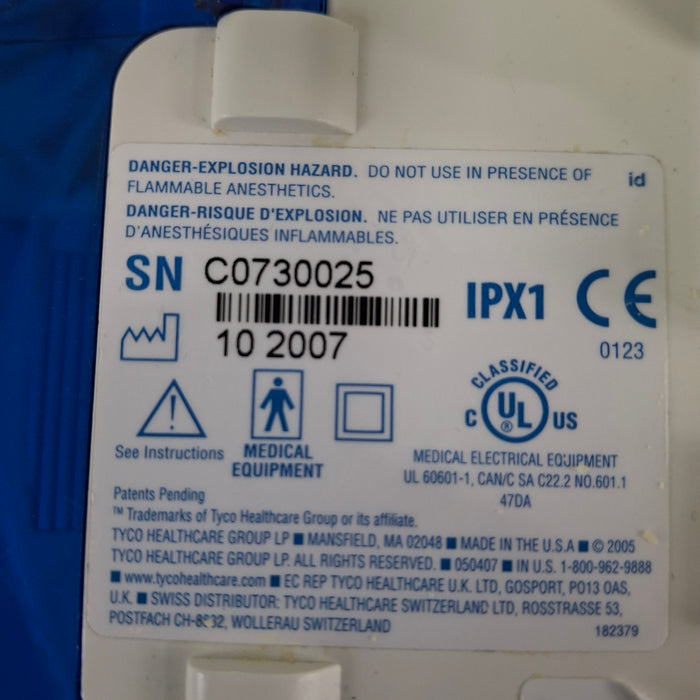 DANGER-EXPLOSION HAZARD. DO NOT USE IN PRESENCE OF
FLAMMABLE ANESTHETICS.
id
DANGER-RISQUE D'EXPLOSION. NE PAS UTILISER EN PRÉSENCE
D'ANESTHÉSIQUES INFLAMMABLES.
SN C0730025
IPX1 CE
0123
10 2007
CLASSIFIED
C UL® US
See Instructions
MEDICAL
EQUIPMENT
MEDICAL ELECTRICAL EQUIPMENT
UL 60601-1, CAN/C SA C22.2 NO.601.1
47DA
Patents Pending
™ Trademarks of Tyco Healthcare Group or its affiliate.
TYCO HEALTHCARE GROUP LP ■ MANSFIELD, MA 02048 ■ MADE IN THE U.S.A ■ © 2005
TYCO HEALTHCARE GROUP LP. ALL RIGHTS RESERVED. ■ 050407 ■ IN U.S. 1-800-962-9888
■ www.tycohealthcare.com ■ EC REP TYCO HEALTHCARE U.K. LTD, GOSPORT, PO13 OAS,
U.K. ■ SWISS DISTRIBUTOR: TYCO HEALTHCARE SWITZERLAND LTD, ROSSTRASSE 53,
POSTFACH CH-8832, WOLLERAU SWITZERLAND
182379